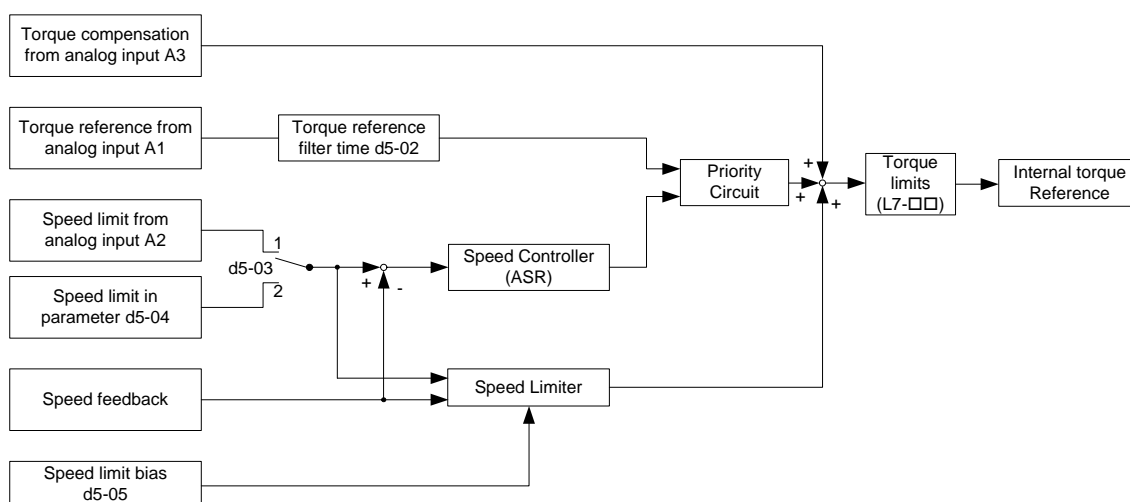 Torque compensation
from analog input A3
Torque reference from
analog input A1
Torque reference
filter time d5-02
Priority
Circuit
+
+
+
Torque
limits
(L7-□□)
Internal torque
Reference
Speed limit from
analog input A2
1
d5-03
2
Speed limit in
parameter d5-04
+
-
Speed Controller
(ASR)
Speed feedback
Speed Limiter
Speed limit bias
d5-05